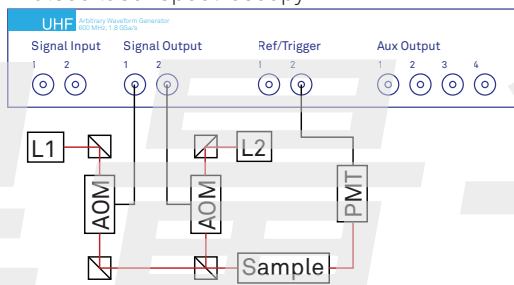 UHF Arbitrary Waveform Generator
600 MHz, 1.8 GSa/s
Signal Input Signal Output Ref/Trigger Aux Output
1 2 1 2 1 2 1 2 3 4
L1 L2
AOM AOM PMT
Sample